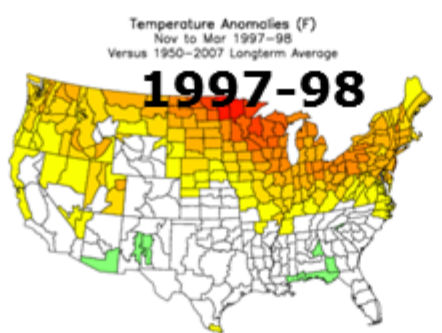 Temperature Anomalies (F)
Nov to Mar 1997-98
Versus 1950-2007 Longterm Average
1997-98